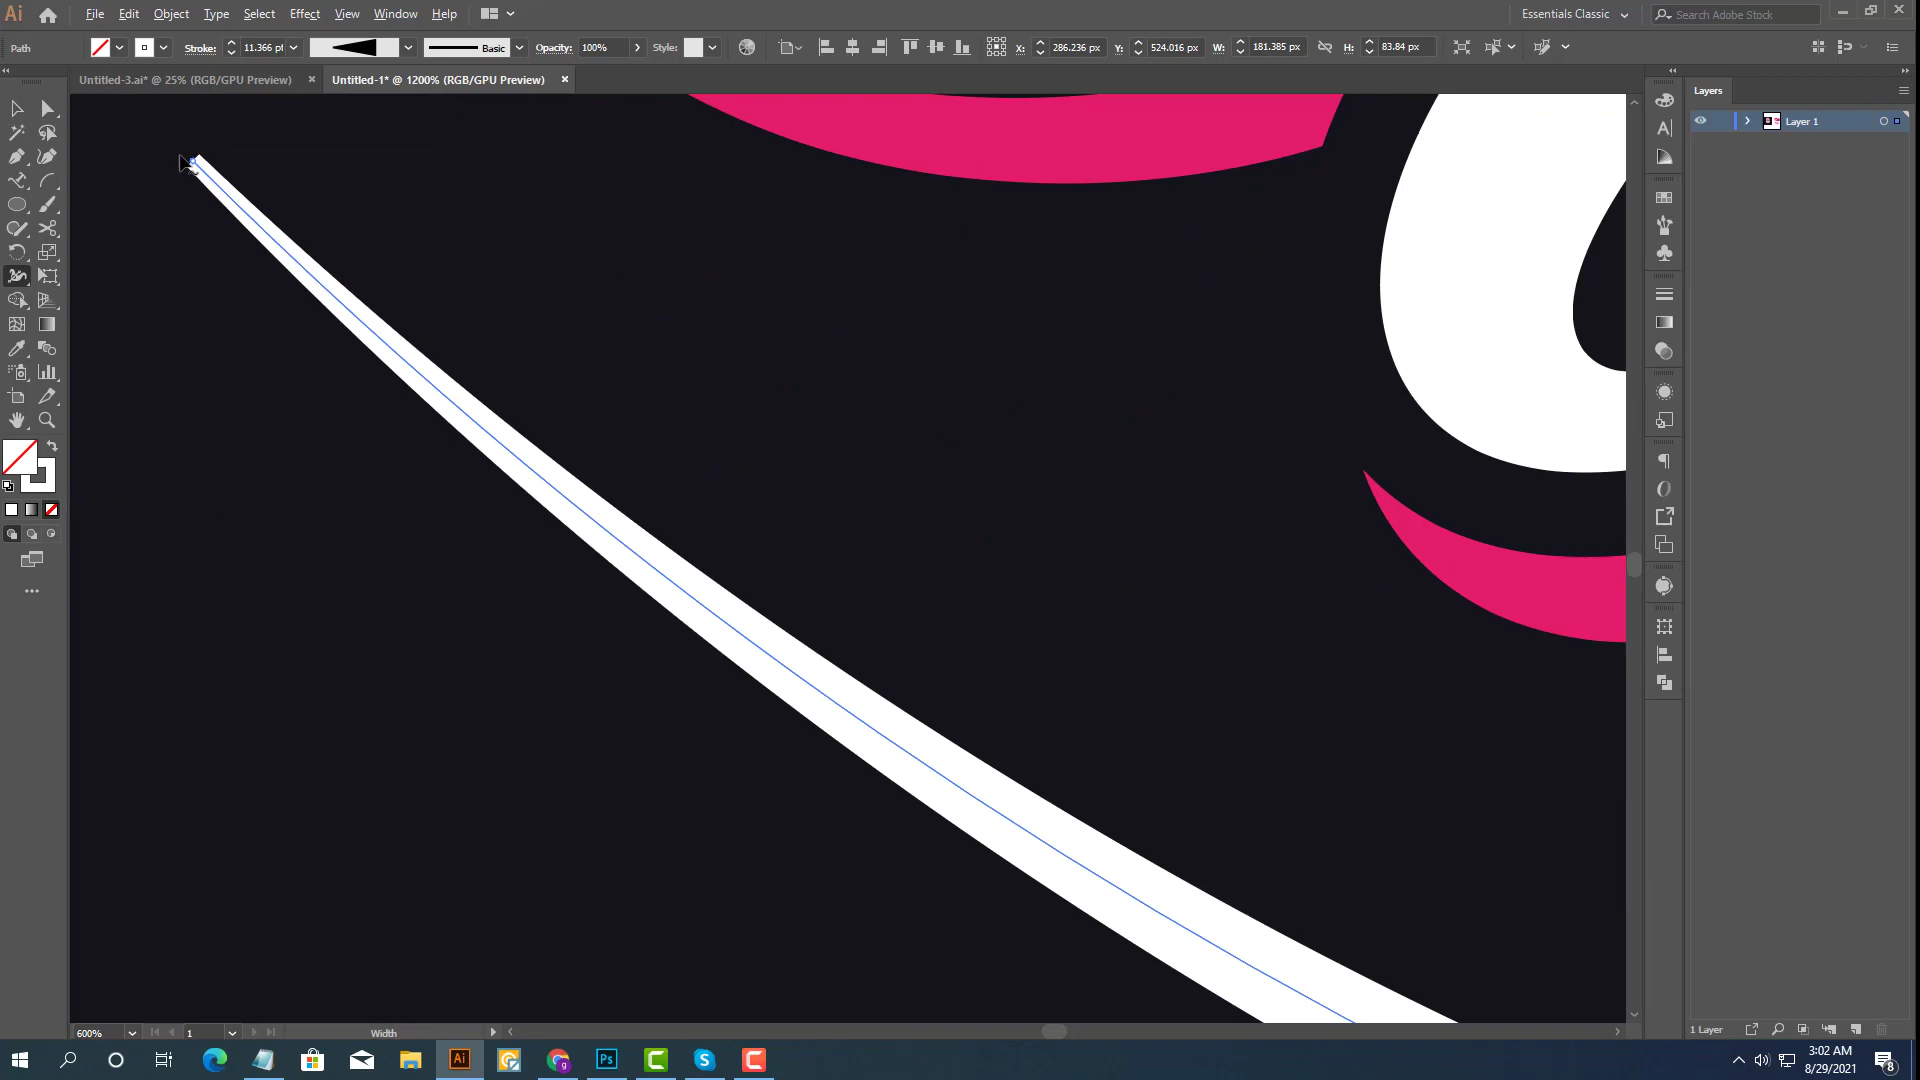 Ai File Edit Object Type Select Effect View Window Help Essentials Classic Search Adobe Stock
Path Stroke: 11.366 pt Basic Opacity: 100% Style: X: 286.236 px Y: 524.016 px W: 181.385 px H: 83.84 px
Untitled-3.ai* @ 25% (RGB/GPU Preview) × Untitled-1* @ 1200% (RGB/GPU Preview) ×
Layers
Layer 1
600% 1 Width
1 Layer
Ai Ps
3:02 AM
8/29/2021
8